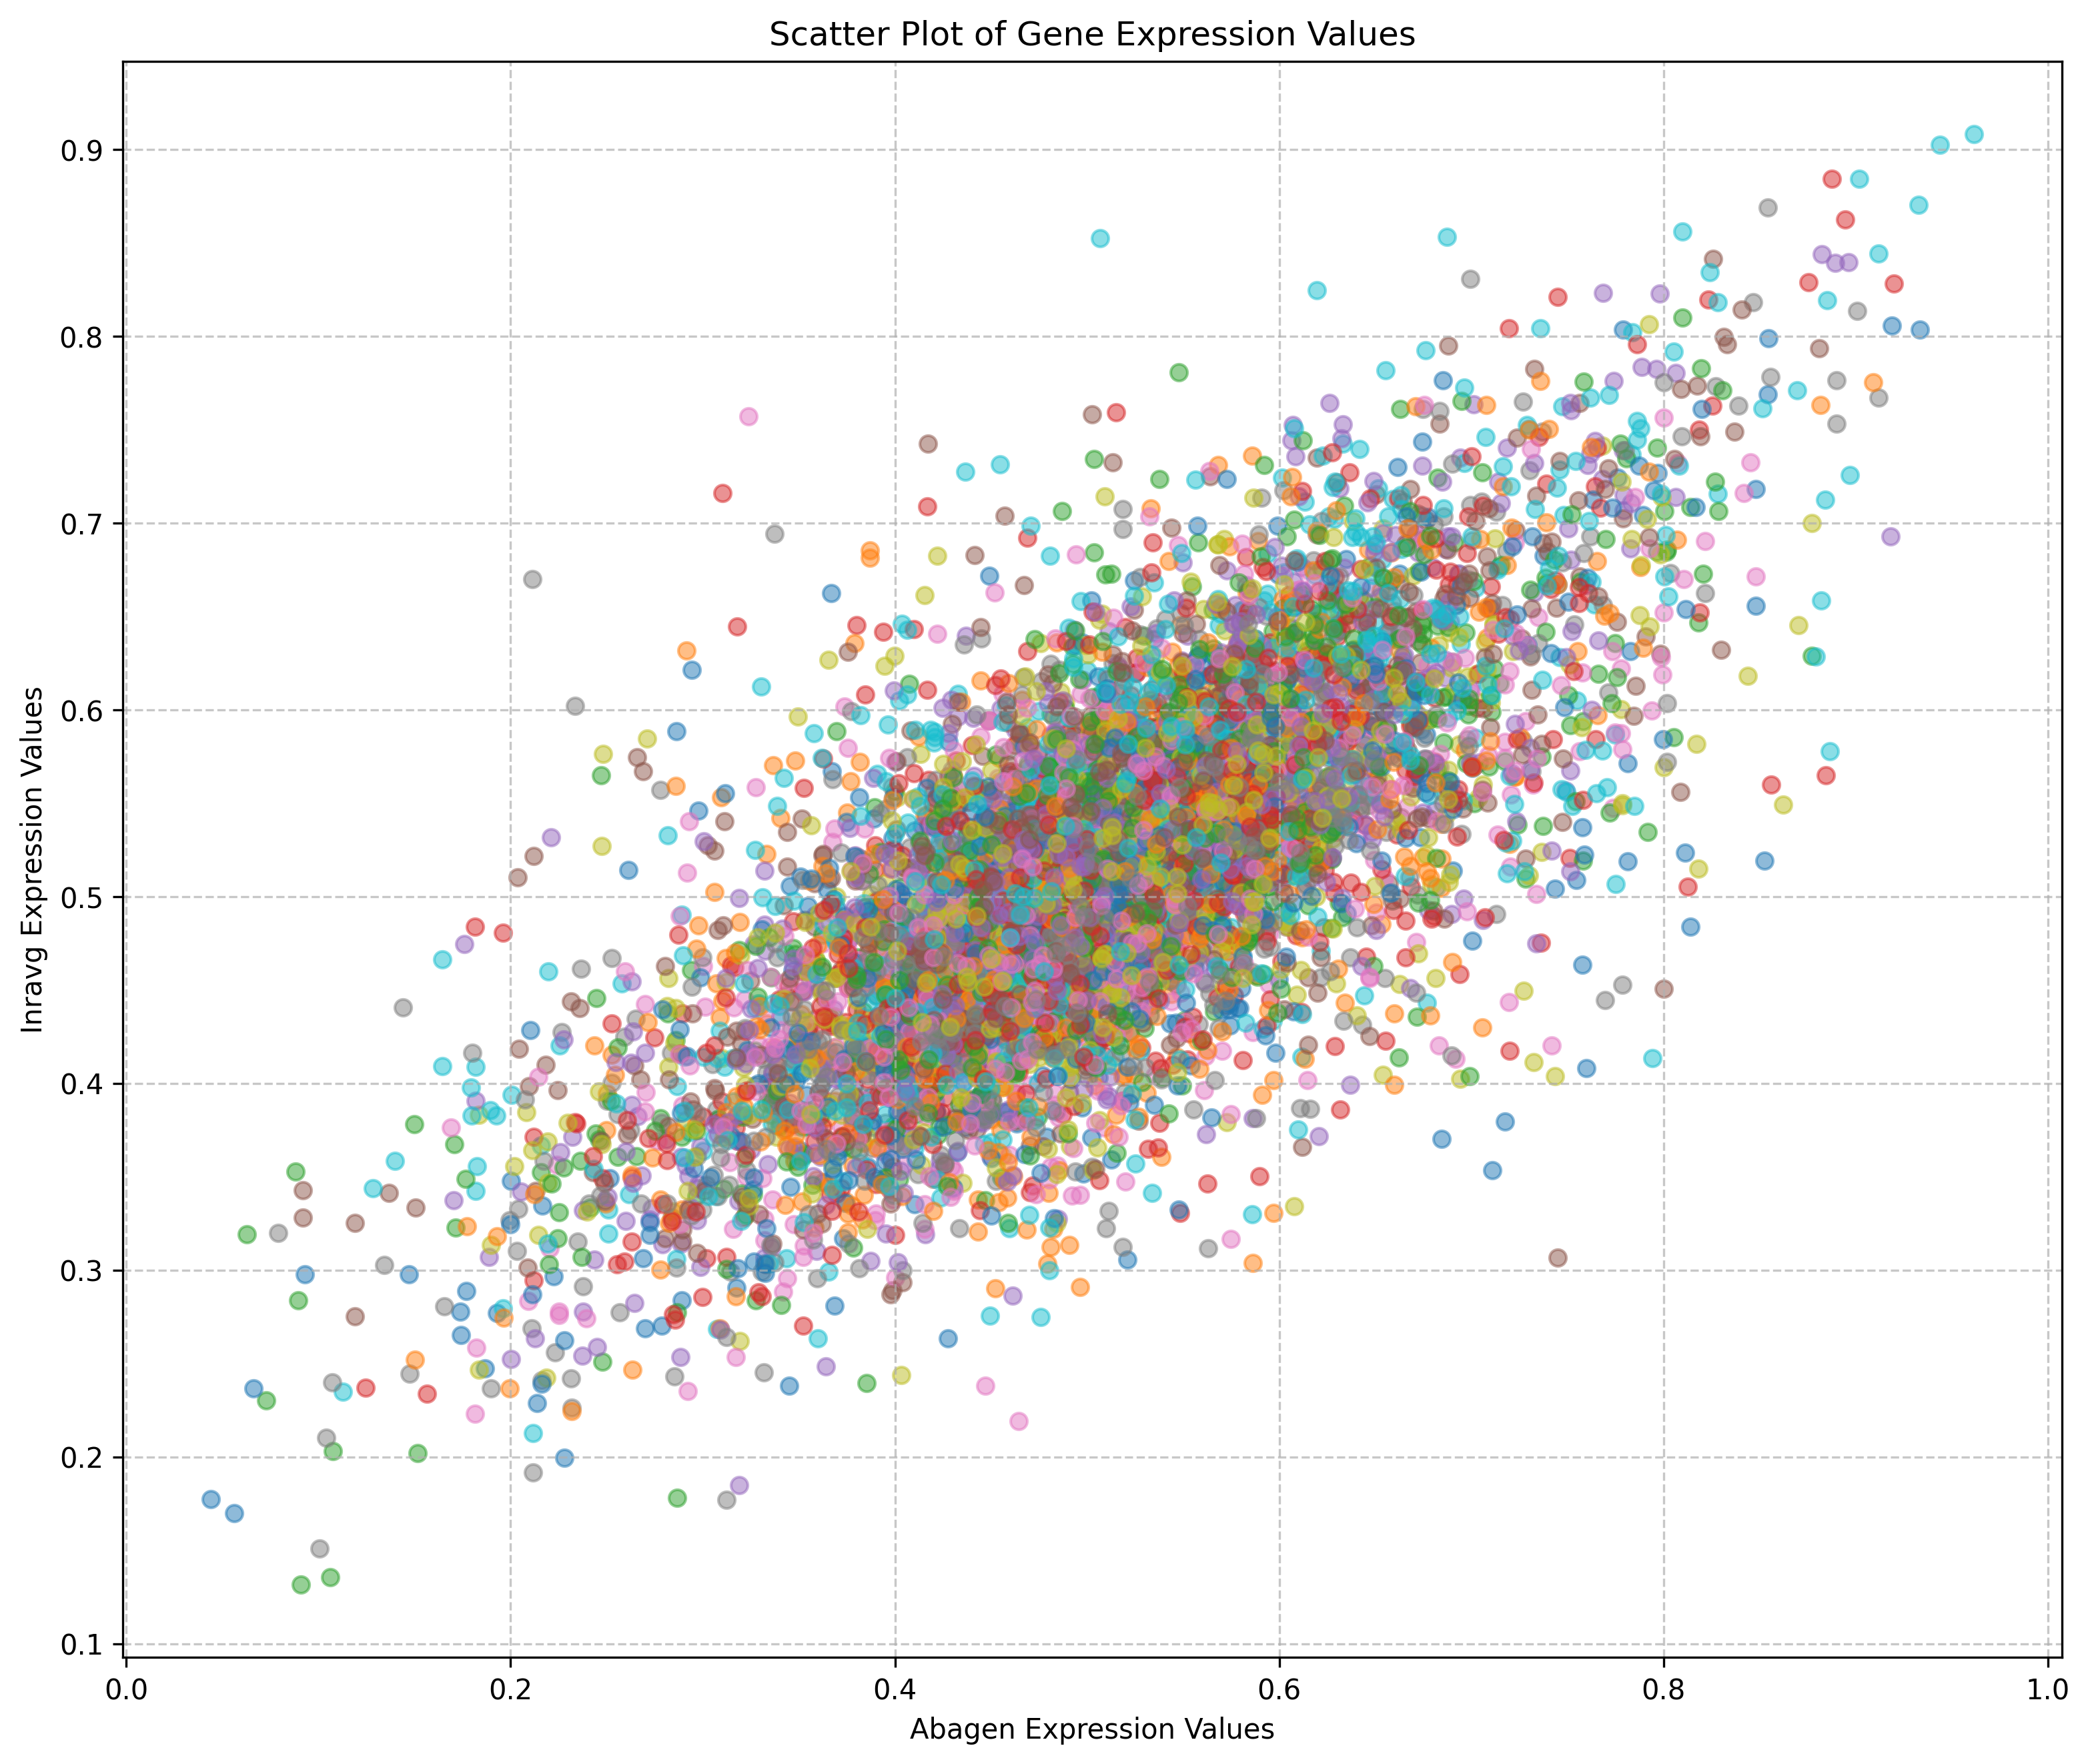 Scatter Plot of Gene Expression Values
0.9
0.8
0.7
0.6
0.5
0.4
0.3
0.2
0.1
Inravg Expression Values
0.0 0.2 0.4 0.6 0.8 1.0
Abagen Expression Values